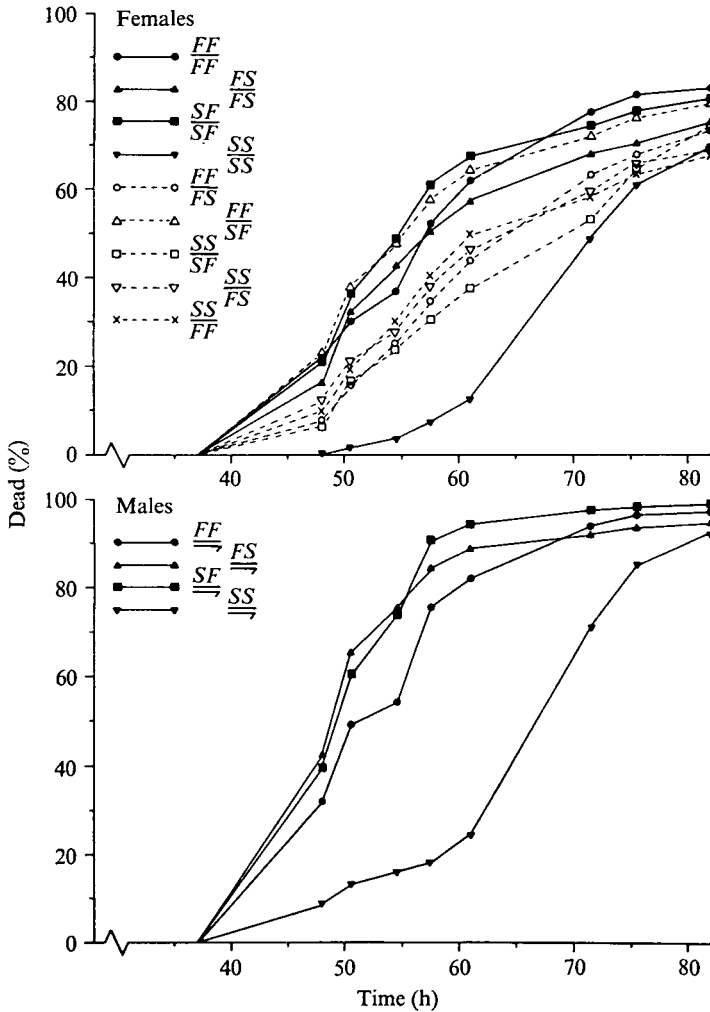 100
Females
FF
FF
FS
FS
SF
SF
SS
SS
FF
FS
FF
SF
SS
SF
SS
FS
SS
FF
80
60
40
20
0
40 50 60 70 80
Dead (%)
100
Males
FF
FS
SF
SS
80
60
40
20
0
40 50 60 70 80
Time (h)